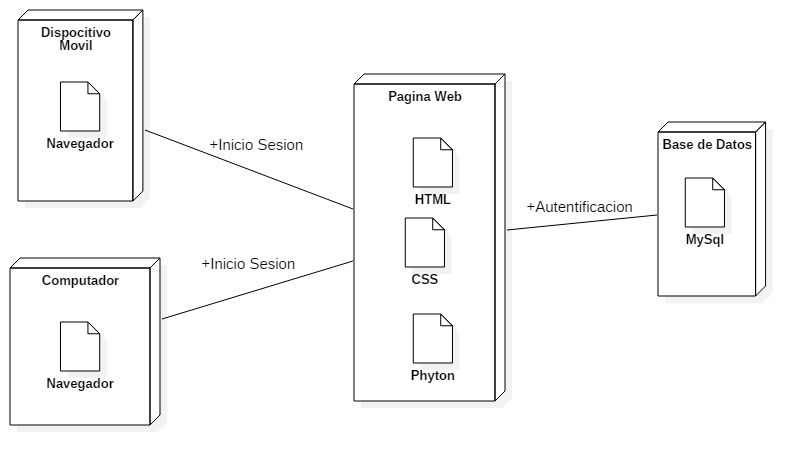 Dispocitivo
Movil
Navegador
+Inicio Sesion
Computador
Navegador
+Inicio Sesion
Pagina Web
HTML
CSS
Phyton
+Autentificacion
Base de Datos
MySql